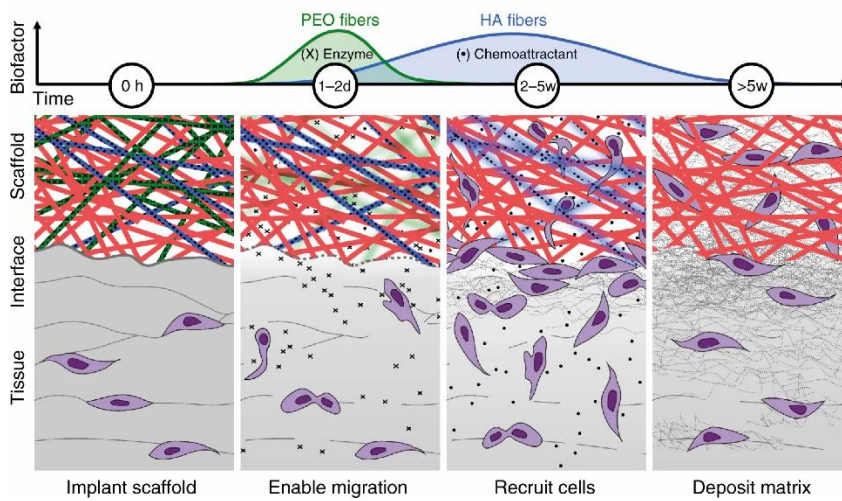 PEO fibers
HA fibers
(X) Enzyme
(•) Chemoattractant
Biofactor
0 h
1–2d
2–5w
>5w
Time
Scaffold
Interface
Tissue
Implant scaffold
Enable migration
Recruit cells
Deposit matrix